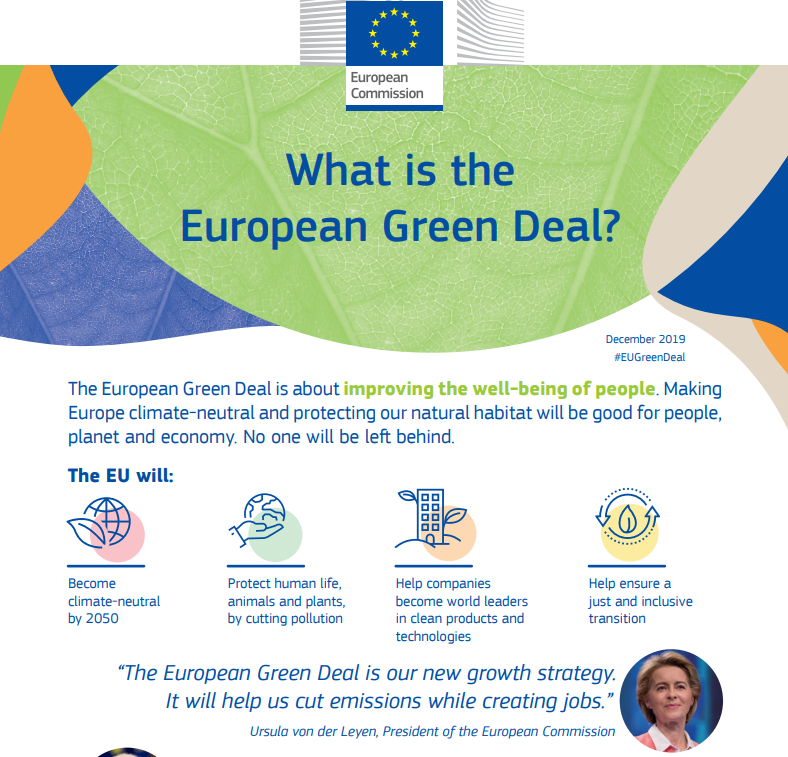 European
Commission
What is the
European Green Deal?
December 2019
#EUGreenDeal
The European Green Deal is about improving the well-being of people. Making
Europe climate-neutral and protecting our natural habitat will be good for people,
planet and economy. No one will be left behind.
The EU will:
Become
climate-neutral
by 2050
Protect human life,
animals and plants,
by cutting pollution
Help companies
become world leaders
in clean products and
technologies
Help ensure a
just and inclusive
transition
“The European Green Deal is our new growth strategy.
It will help us cut emissions while creating jobs.”
Ursula von der Leyen, President of the European Commission